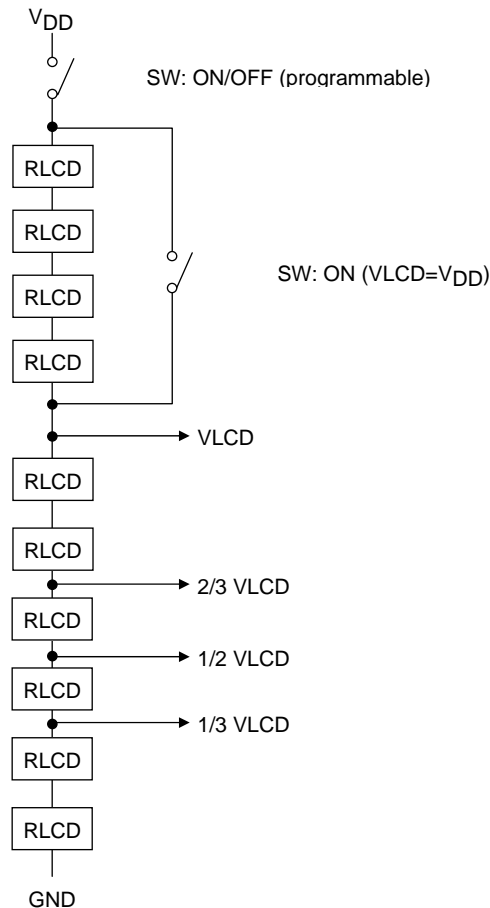 VDD
SW: ON/OFF (programmable)
RLCD
RLCD
RLCD
SW: ON (VLCD=VDD)
RLCD
VLCD
RLCD
RLCD
2/3 VLCD
RLCD
1/2 VLCD
RLCD
1/3 VLCD
RLCD
RLCD
GND